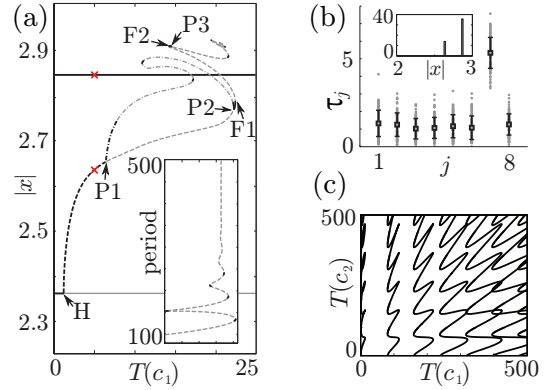 (a)
F2
P3
2.9
2.8
P2
F1
2.7
500
|x|
P1
2.6
2.5
period
2.4
H
100
2.3
0
T(c₁)
25
(b)
40
0
2
|x|
3
5
τⱼ
0
1
j
8
(c)
500
T(c₂)
0
0
100
T(c₁)
500